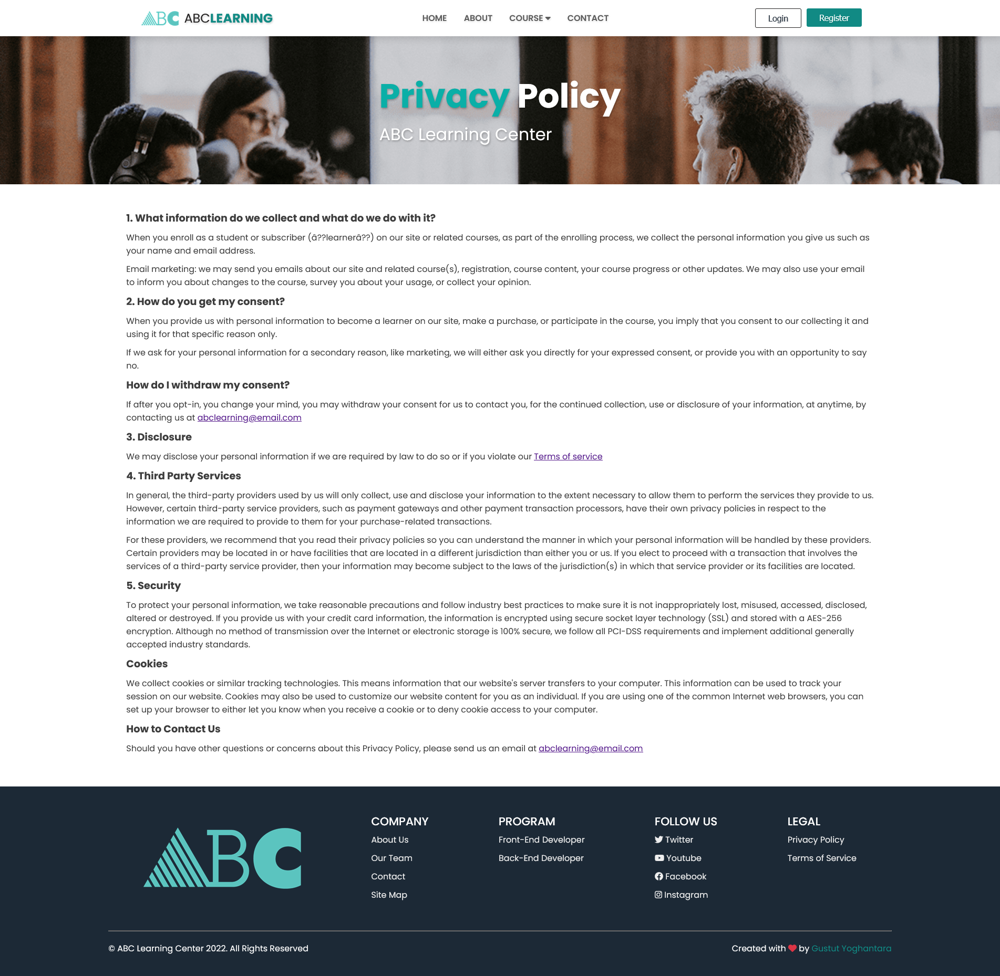 ABC ABCLEARNING
HOME ABOUT COURSE CONTACT
Login Register
Privacy Policy
ABC Learning Center
1. What information do we collect and what do we do with it?
When you enroll as a student or subscriber (â??learnerâ??) on our site or related courses, as part of the enrolling process, we collect the personal information you give us such as
your name and email address.
Email marketing: we may send you emails about our site and related course(s), registration, course content, your course progress or other updates. We may also use your email
to inform you about changes to the course, survey you about your usage, or collect your opinion.
2. How do you get my consent?
When you provide us with personal information to become a learner on our site, make a purchase, or participate in the course, you imply that you consent to our collecting it and
using it for that specific reason only.
If we ask for your personal information for a secondary reason, like marketing, we will either ask you directly for your expressed consent, or provide you with an opportunity to say
no.
How do I withdraw my consent?
If after you opt-in, you change your mind, you may withdraw your consent for us to contact you, for the continued collection, use or disclosure of your information, at anytime, by
contacting us at abclearning@email.com
3. Disclosure
We may disclose your personal information if we are required by law to do so or if you violate our Terms of service
4. Third Party Services
In general, the third-party providers used by us will only collect, use and disclose your information to the extent necessary to allow them to perform the services they provide to us.
However, certain third-party service providers, such as payment gateways and other payment transaction processors, have their own privacy policies in respect to the
information we are required to provide to them for your purchase-related transactions.
For these providers, we recommend that you read their privacy policies so you can understand the manner in which your personal information will be handled by these providers.
Certain providers may be located in or have facilities that are located in a different jurisdiction than either you or us. If you elect to proceed with a transaction that involves the
services of a third-party service provider, then your information may become subject to the laws of the jurisdiction(s) in which that service provider or its facilities are located.
5. Security
To protect your personal information, we take reasonable precautions and follow industry best practices to make sure it is not inappropriately lost, misused, accessed, disclosed,
altered or destroyed. If you provide us with your credit card information, the information is encrypted using secure socket layer technology (SSL) and stored with a AES-256
encryption. Although no method of transmission over the Internet or electronic storage is 100% secure, we follow all PCI-DSS requirements and implement additional generally
accepted industry standards.
Cookies
We collect cookies or similar tracking technologies. This means information that our website's server transfers to your computer. This information can be used to track your
session on our website. Cookies may also be used to customize our website content for you as an individual. If you are using one of the common Internet web browsers, you can
set up your browser to either let you know when you receive a cookie or to deny cookie access to your computer.
How to Contact Us
Should you have other questions or concerns about this Privacy Policy, please send us an email at abclearning@email.com
ABC
COMPANY
About Us
Our Team
Contact
Site Map
PROGRAM
Front-End Developer
Back-End Developer
FOLLOW US
Twitter
Youtube
Facebook
Instagram
LEGAL
Privacy Policy
Terms of Service
© ABC Learning Center 2022. All Rights Reserved
Created with ❤ by Gustut Yoghantara